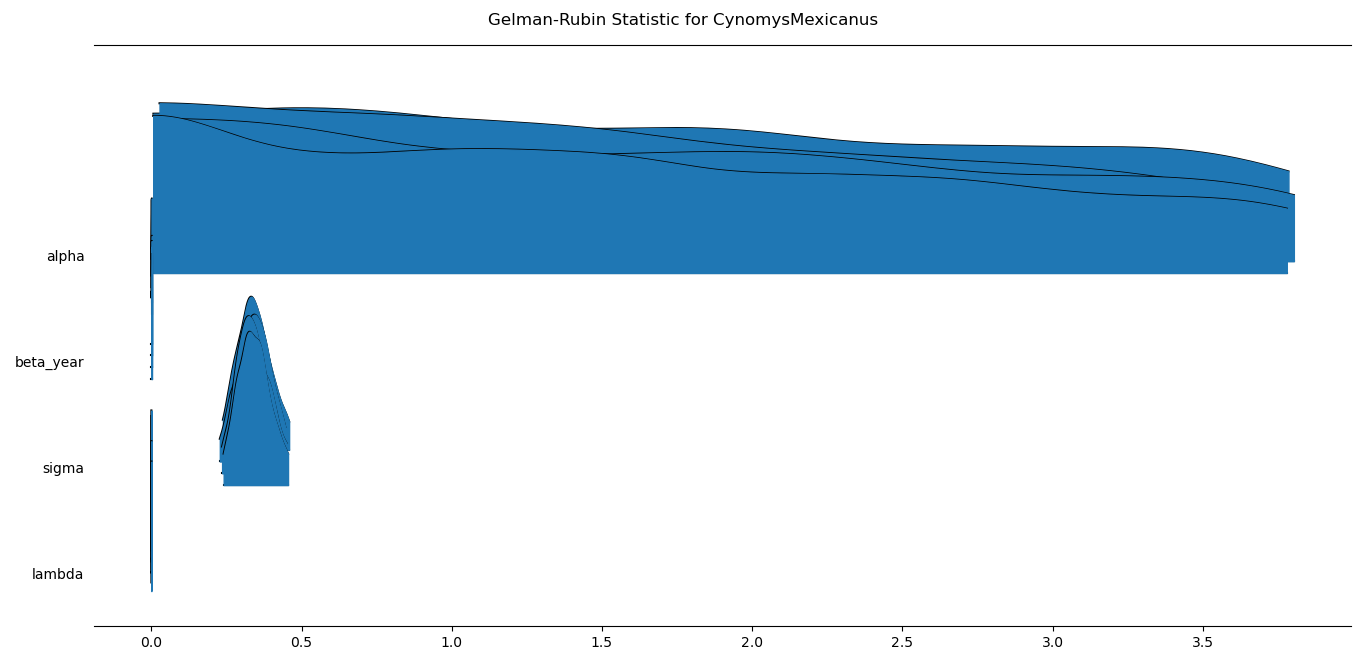 Gelman-Rubin Statistic for CynomysMexicanus
alpha
beta_year
sigma
lambda
0.0 0.5 1.0 1.5 2.0 2.5 3.0 3.5